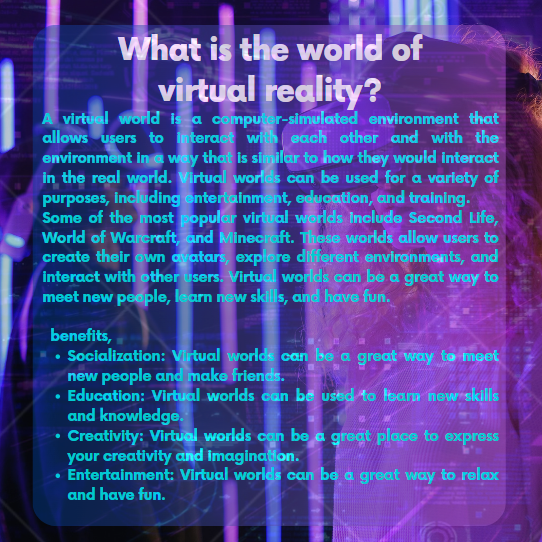 What is the world of
virtual reality?
A virtual world is a computer-simulated environment that
allows users to interact with each other and with the
environment in a way that is similar to how they would interact
in the real world. Virtual worlds can be used for a variety of
purposes, including entertainment, education, and training.
Some of the most popular virtual worlds include Second Life,
World of Warcraft, and Minecraft. These worlds allow users to
create their own avatars, explore different environments, and
interact with other users. Virtual worlds can be a great way to
meet new people, learn new skills, and have fun.
benefits,
• Socialization: Virtual worlds can be a great way to meet
new people and make friends.
• Education: Virtual worlds can be used to learn new skills
and knowledge.
• Creativity: Virtual worlds can be a great place to express
your creativity and imagination.
• Entertainment: Virtual worlds can be a great way to relax
and have fun.